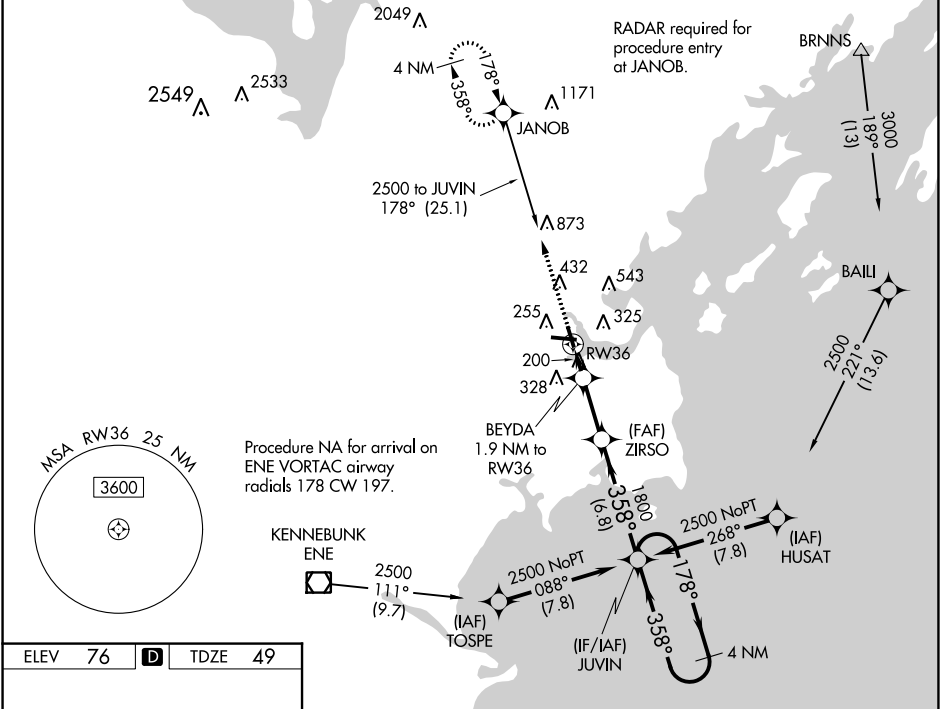 2049
RADAR required for
procedure entry
at JANOB.
BRNNS
4 NM
178°
358°
2549
2533
1171
JANOB
3000
189°
(13)
2500 to JUVIN
178° (25.1)
873
BAILI
432
543
255
325
RW36
200
328
2500
221°
(13.6)
BEYDA
1.9 NM to
RW36
(FAF)
ZIRSO
MSA RW36 25 NM
3600
Procedure NA for arrival on
ENE VORTAC airway
radials 178 CW 197.
1800
358°
(6.8)
2500 NoPT
268°
(7.8)
(IAF)
HUSAT
KENNEBUNK
ENE
2500
111°
(9.7)
2500 NoPT
088°
(7.8)
(IAF)
TOSPE
(IF/IAF)
JUVIN
178°
358°
4 NM
ELEV 76 D TDZE 49